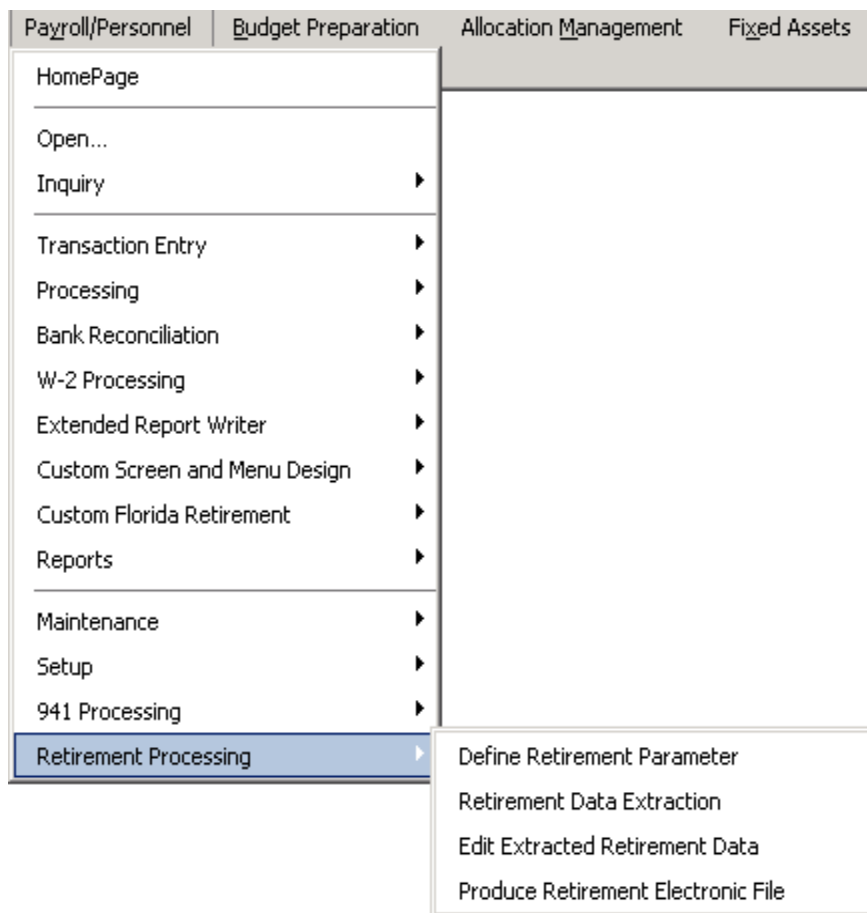 Payroll/Personnel Budget Preparation Allocation Management Fixed Assets
HomePage
Open...
Inquiry
Transaction Entry
Processing
Bank Reconciliation
W-2 Processing
Extended Report Writer
Custom Screen and Menu Design
Custom Florida Retirement
Reports
Maintenance
Setup
941 Processing
Retirement Processing
Define Retirement Parameter
Retirement Data Extraction
Edit Extracted Retirement Data
Produce Retirement Electronic File